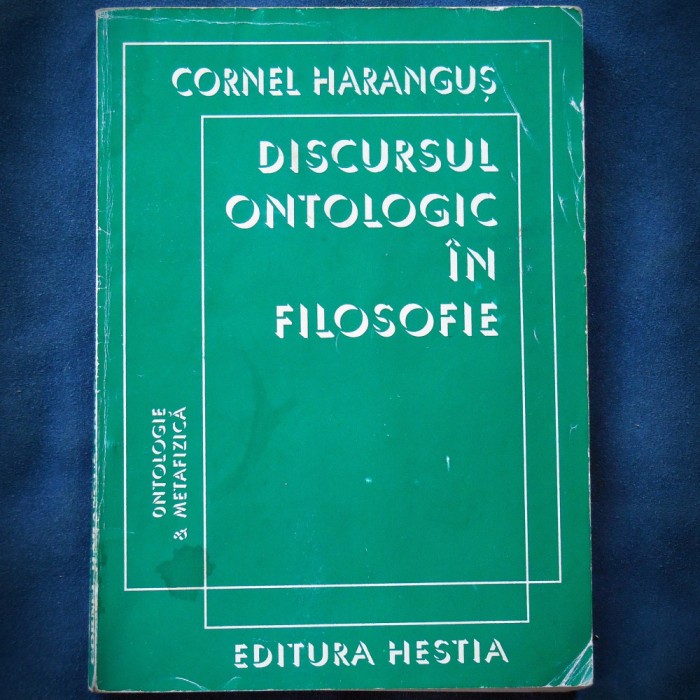 CORNEL HARANGUȘ
DISCURSUL
ONTOLOGIC
ÎN
FILOSOFIE
ONTOLOGIE
& METAFIZICĂ
EDITURA HESTIA